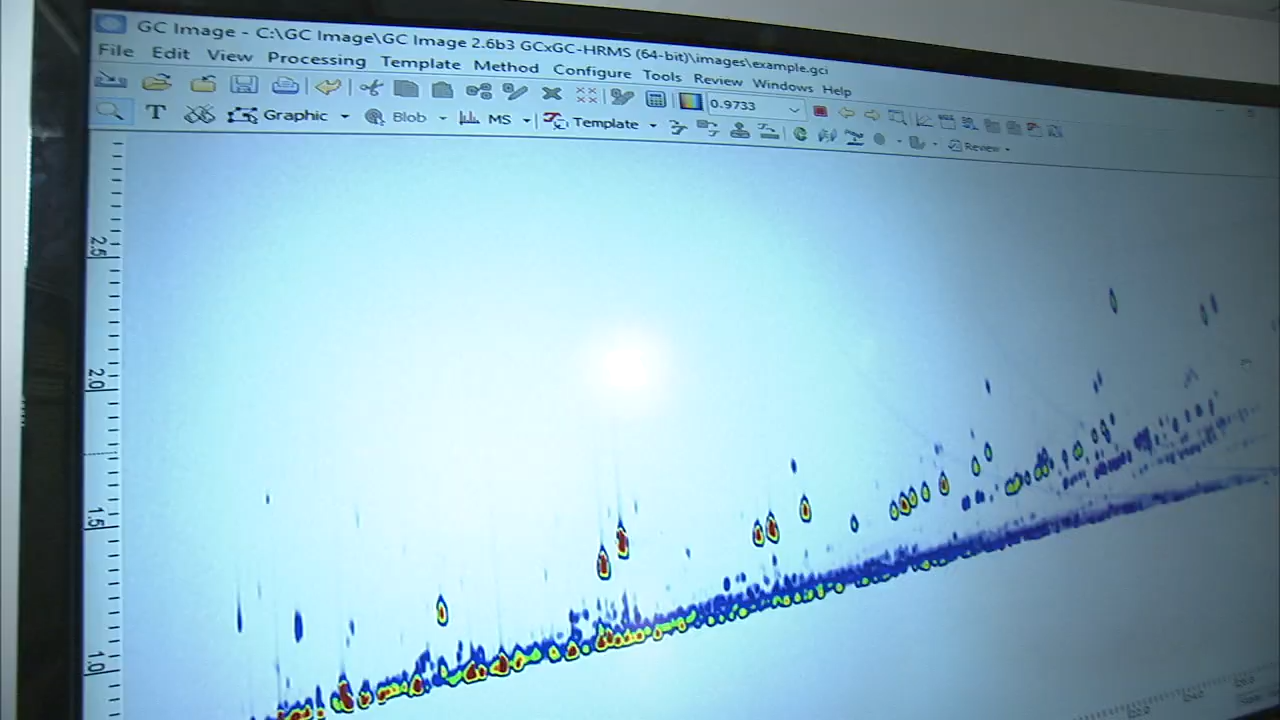 GC Image - C:\GC Image\GC Image 2.6b3 GCxGC-HRMS (64-bit)\images\example.gci
File Edit View Processing Template Method Configure Tools Review Windows Help
0.9733
T Graphic Blob MS Template Review
2.5
2.0
1.5
1.0